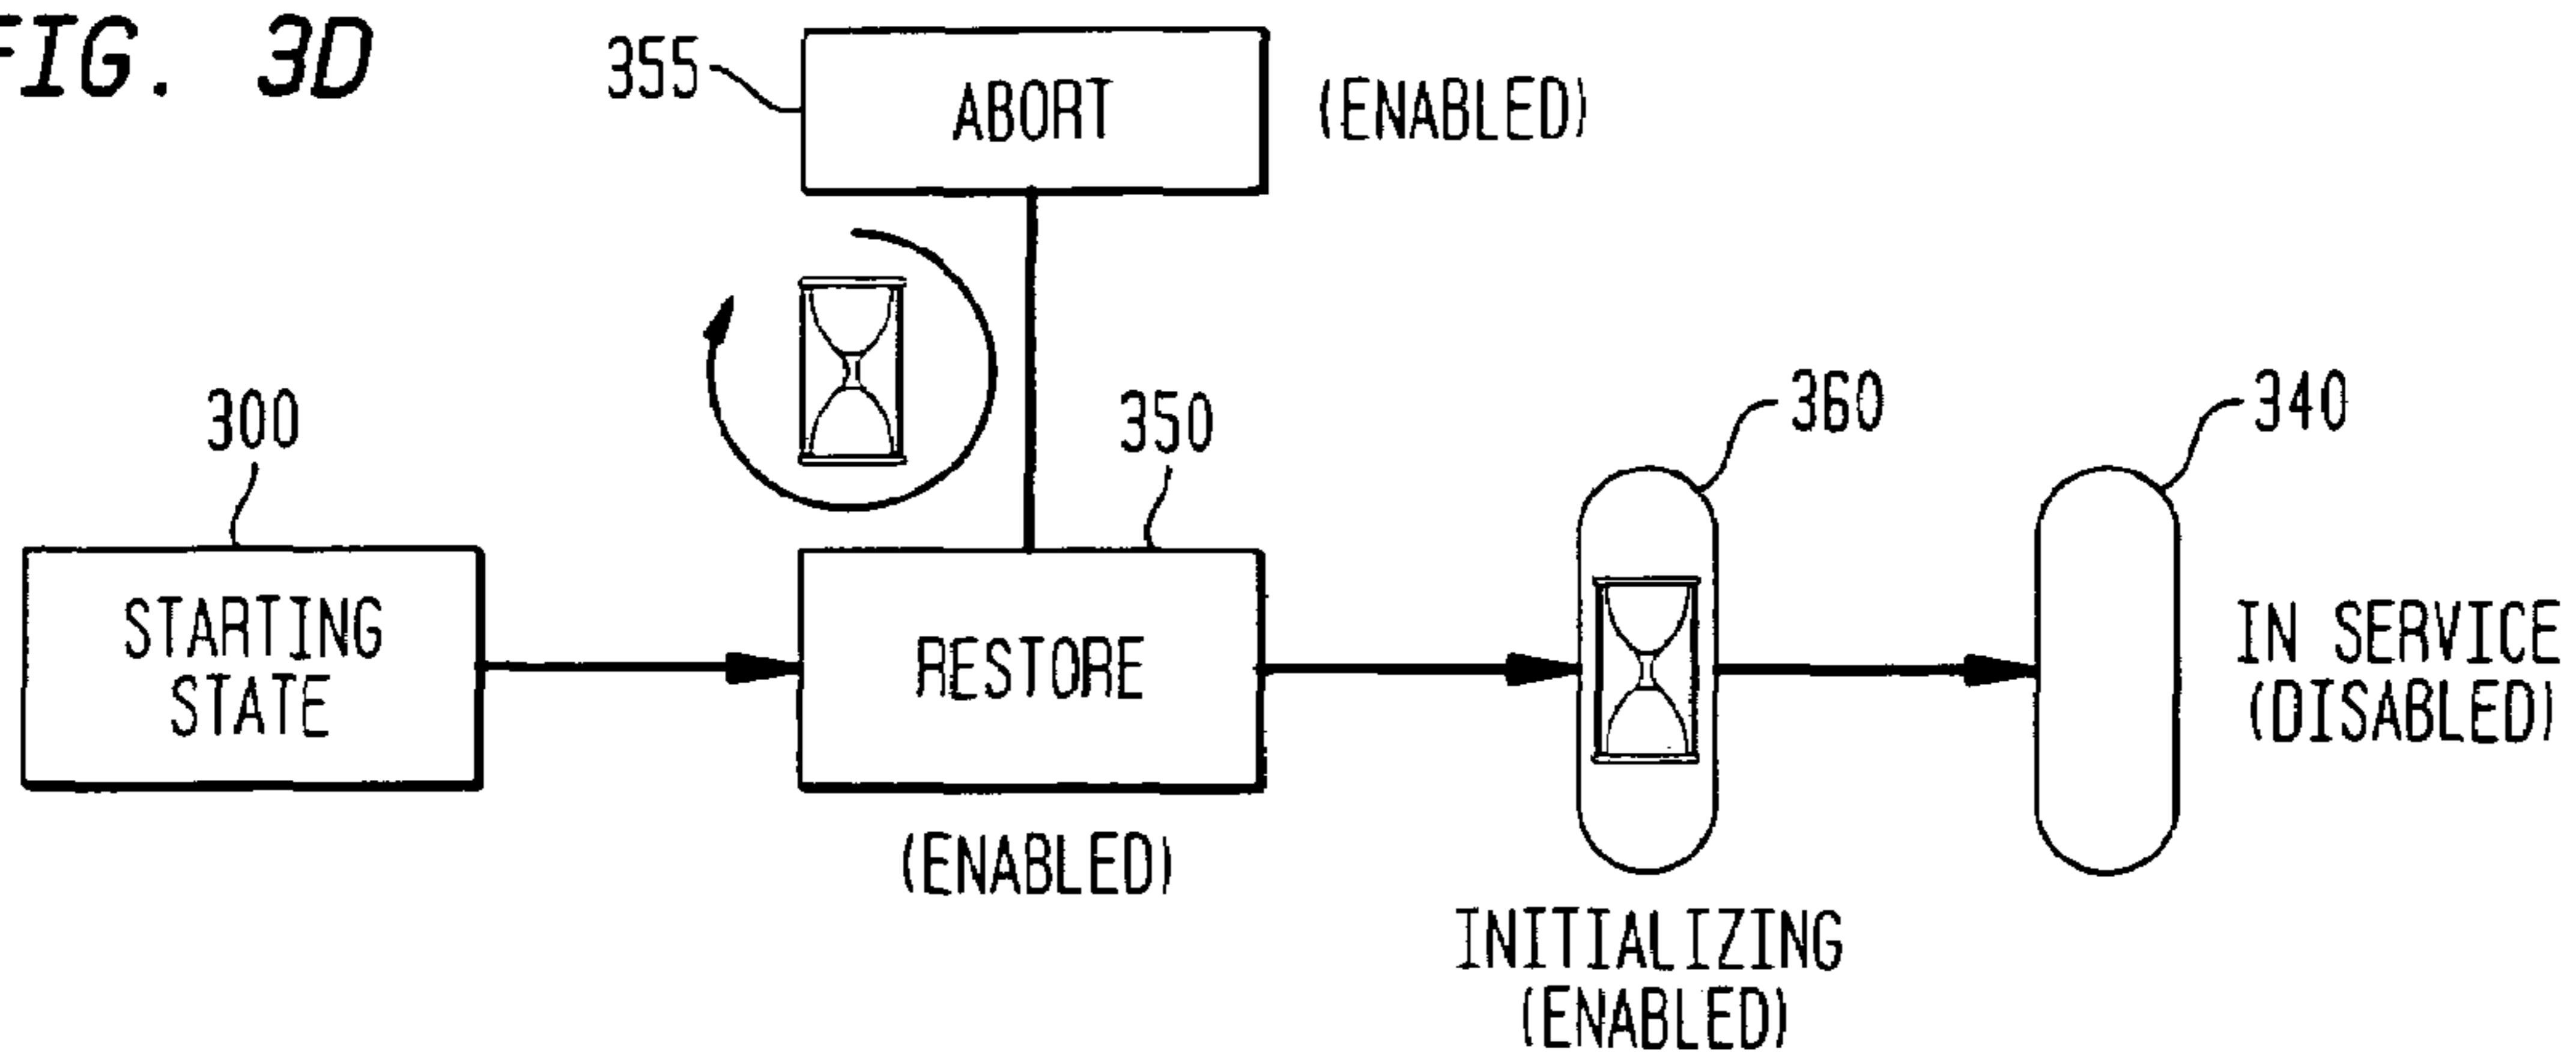 FIG. 3D
355
ABORT
(ENABLED)
300
350
360
340
STARTING
STATE
RESTORE
IN SERVICE
(DISABLED)
(ENABLED)
INITIALIZING
(ENABLED)